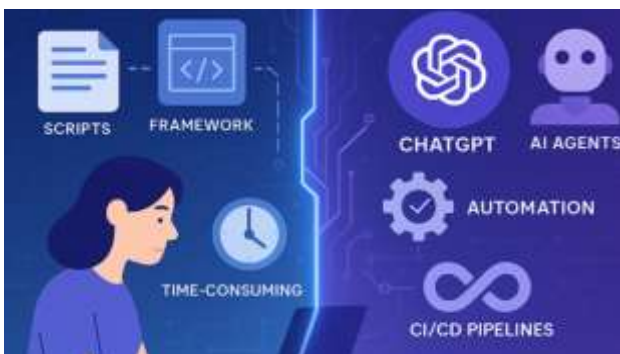 SCRIPTS
FRAMEWORK
TIME-CONSUMING
CHATGPT
AI AGENTS
AUTOMATION
CI/CD PIPELINES